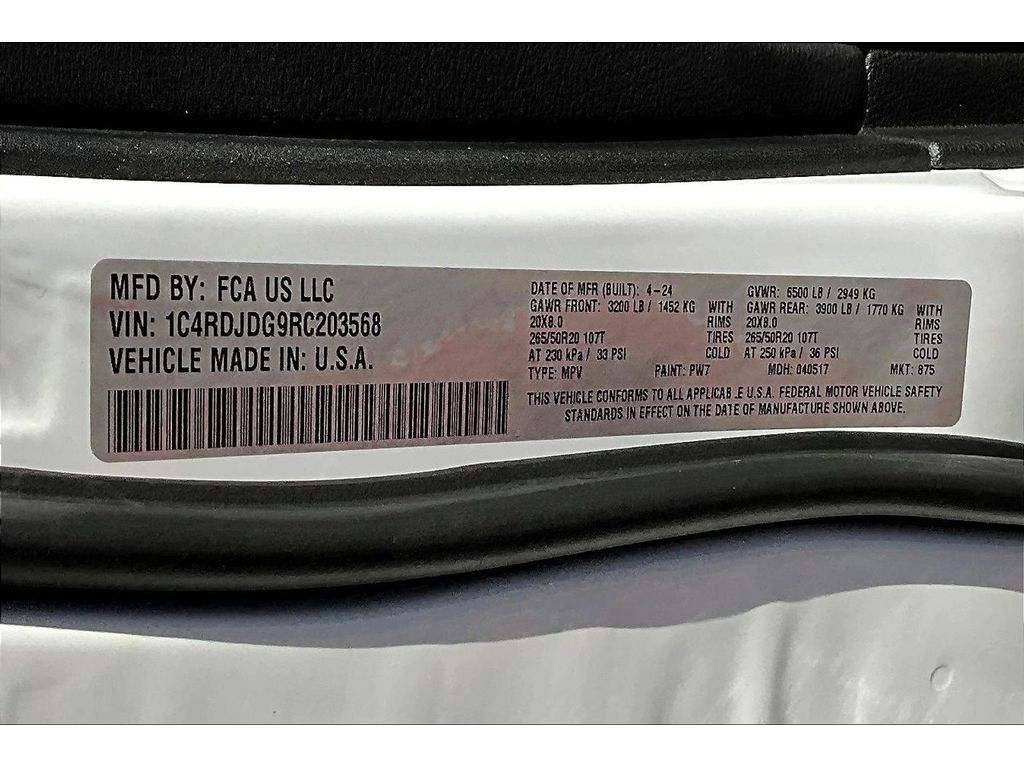 MFD BY: FCA US LLC
VIN: 1C4RDJDG9RC203568
VEHICLE MADE IN: U.S.A.
DATE OF MFR (BUILT): 4-24 GVWR: 6500 LB / 2949 KG
GAWR FRONT: 3200 LB / 1452 KG WITH GAWR REAR: 3900 LB / 1770 KG WITH
20X8.0 RIMS 20X8.0 RIMS
265/50R20 107T TIRES 265/50R20 107T TIRES
AT 230 kPa / 33 PSI COLD AT 250 kPa / 36 PSI COLD
TYPE: MPV PAINT: PW7 MDH: 040517 MKT: 875
THIS VEHICLE CONFORMS TO ALL APPLICAB.E U.S.A. FEDERAL MOTOR VEHICLE SAFETY
STANDARDS IN EFFECT ON THE DATE OF MANUFACTURE SHOWN ABOVE.